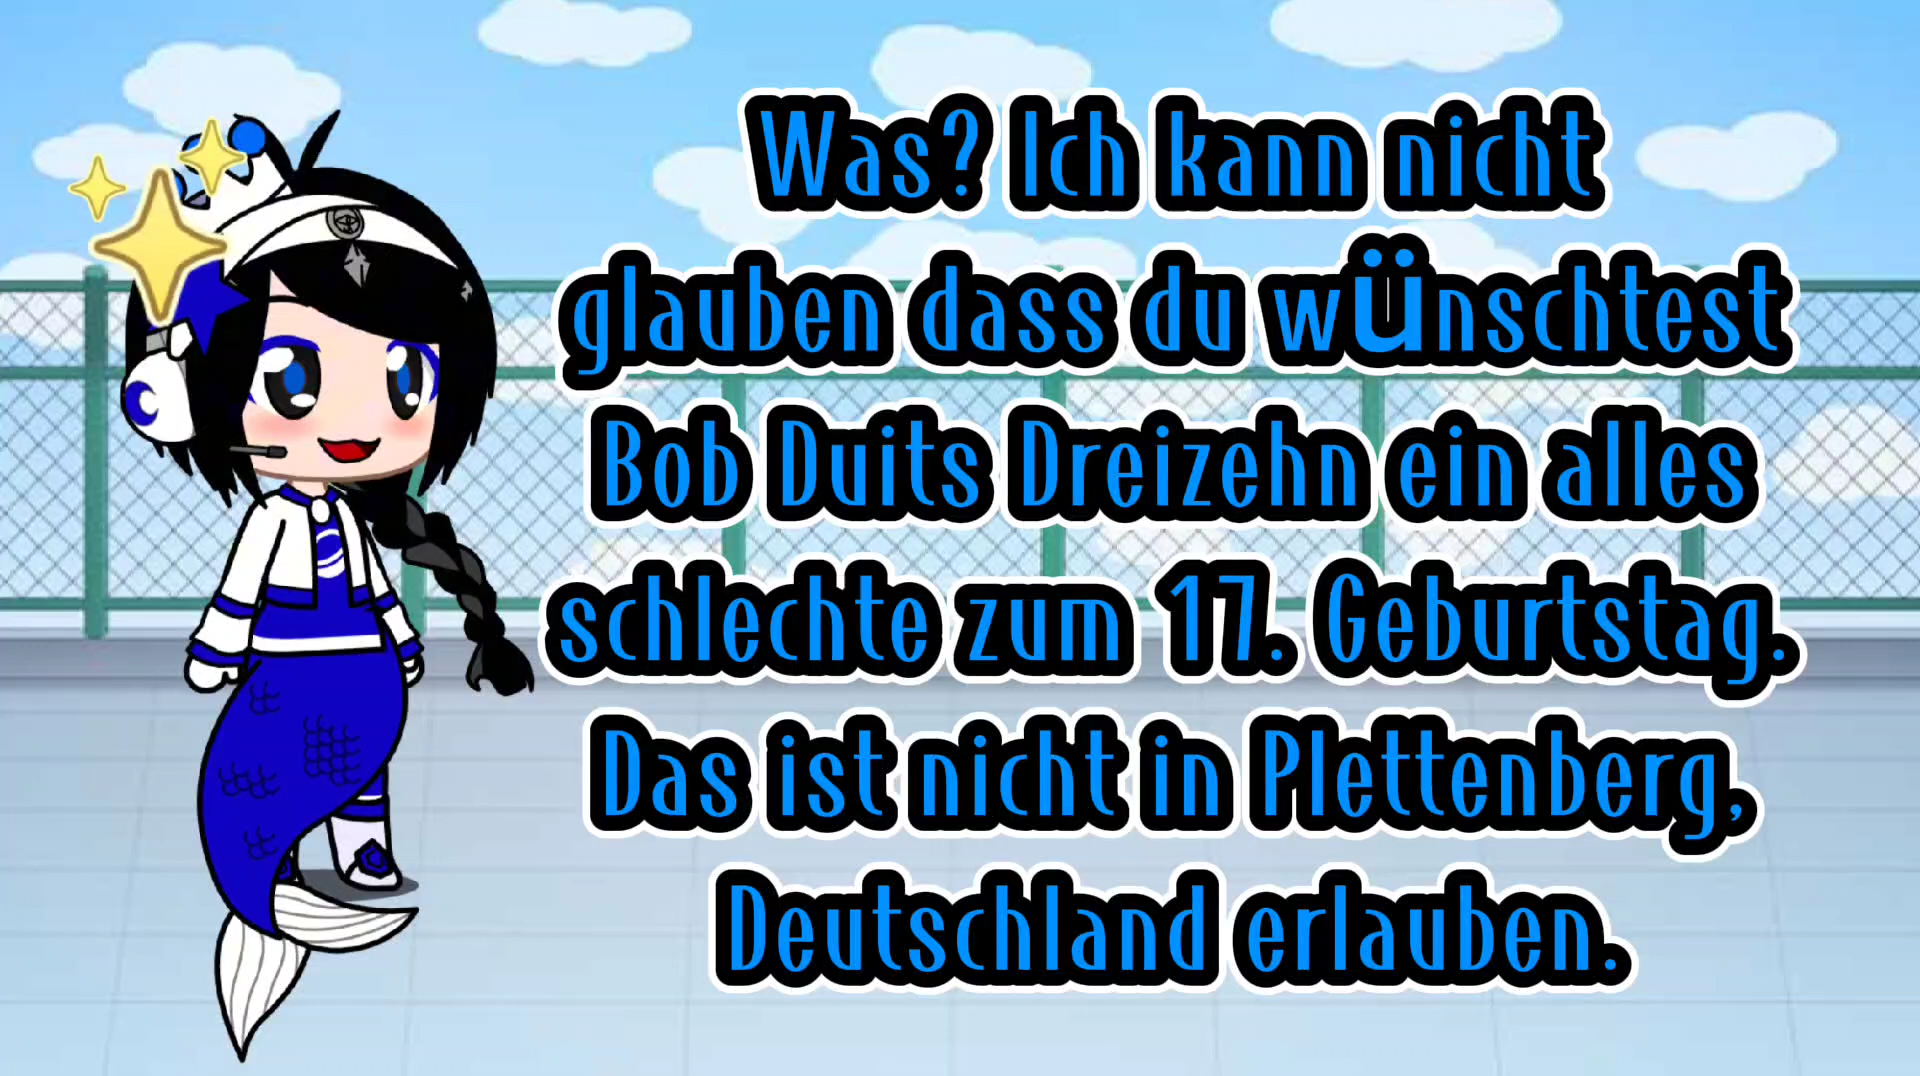 Was? Ich kann nicht
glauben dass du wünschtest
Bob Duits Dreizehn ein alles
schlechte zum 17. Geburtstag.
Das ist nicht in Plettenberg,
Deutschland erlauben.